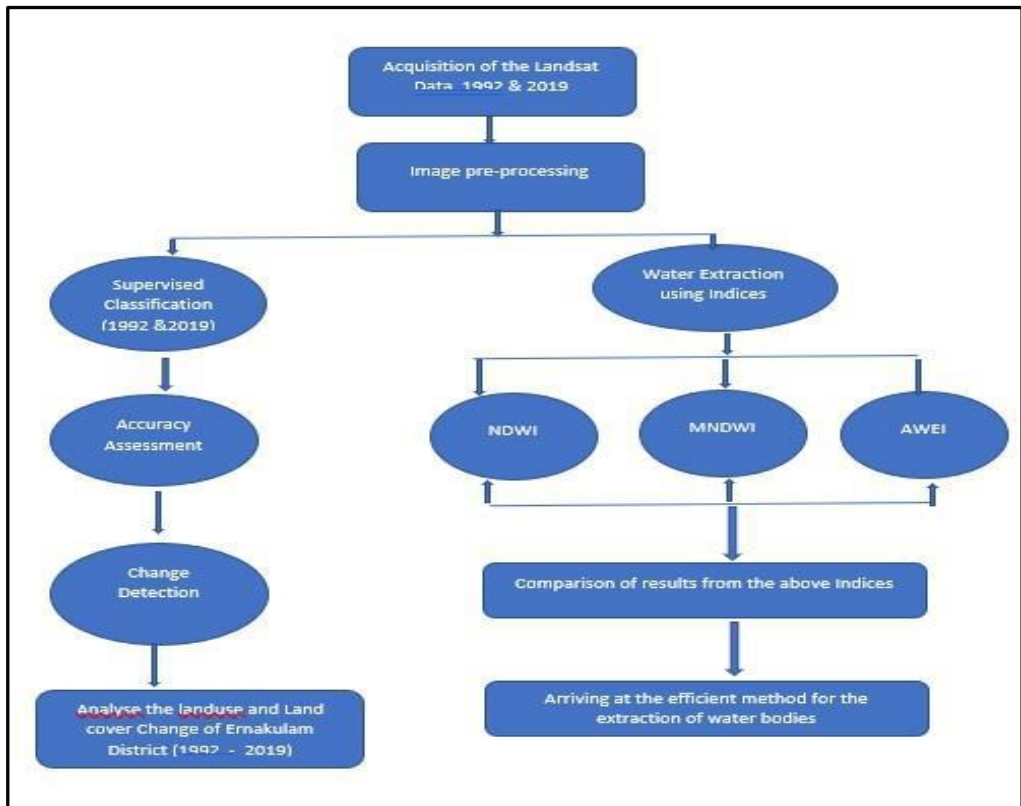 Acquisition of the Landsat
Data 1992 & 2019
Image pre-processing
Supervised
Classification
(1992 &2019)
Water Extraction
using Indices
Accuracy
Assessment
NDWI
MNDWI
AWEI
Change
Detection
Comparison of results from the above Indices
Analyse the landuse and Land
cover Change of Ernakulam
District (1992 - 2019)
Arriving at the efficient method for the
extraction of water bodies